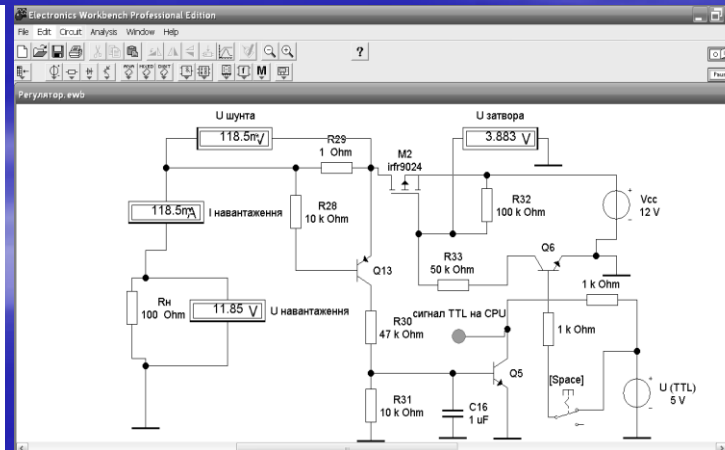 Electronics Workbench Professional Edition
File Edit Circuit Analysis Window Help
Регулятор.ewb
U шунта
118.5m V
R29
1 Ohm
U затвора
3.883 V
M2
irfr9024
118.5m A
I навантаження
R28
10 k Ohm
R32
100 k Ohm
Vcc
12 V
R33
50 k Ohm
Q6
Q13
Rн
100 Ohm
11.85 V
U навантаження
1 k Ohm
R30
47 k Ohm
сигнал TTL на CPU
1 k Ohm
[Space]
Q5
U (TTL)
5 V
R31
10 k Ohm
C16
1 uF